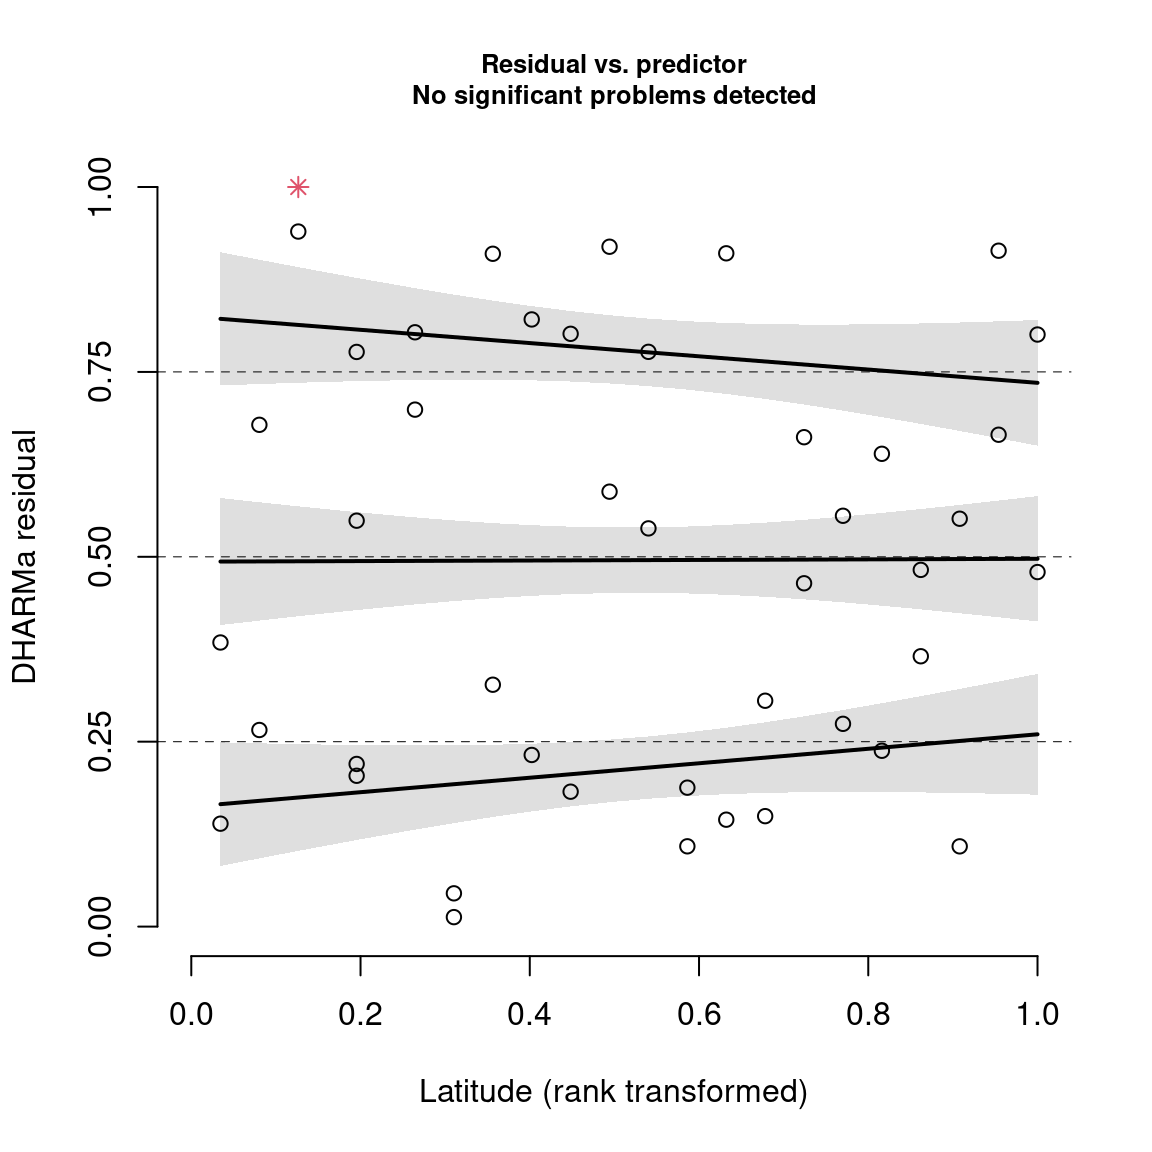 Residual vs. predictor
No significant problems detected
DHARMa residual
1.00
0.75
0.50
0.25
0.00
0.0 0.2 0.4 0.6 0.8 1.0
Latitude (rank transformed)